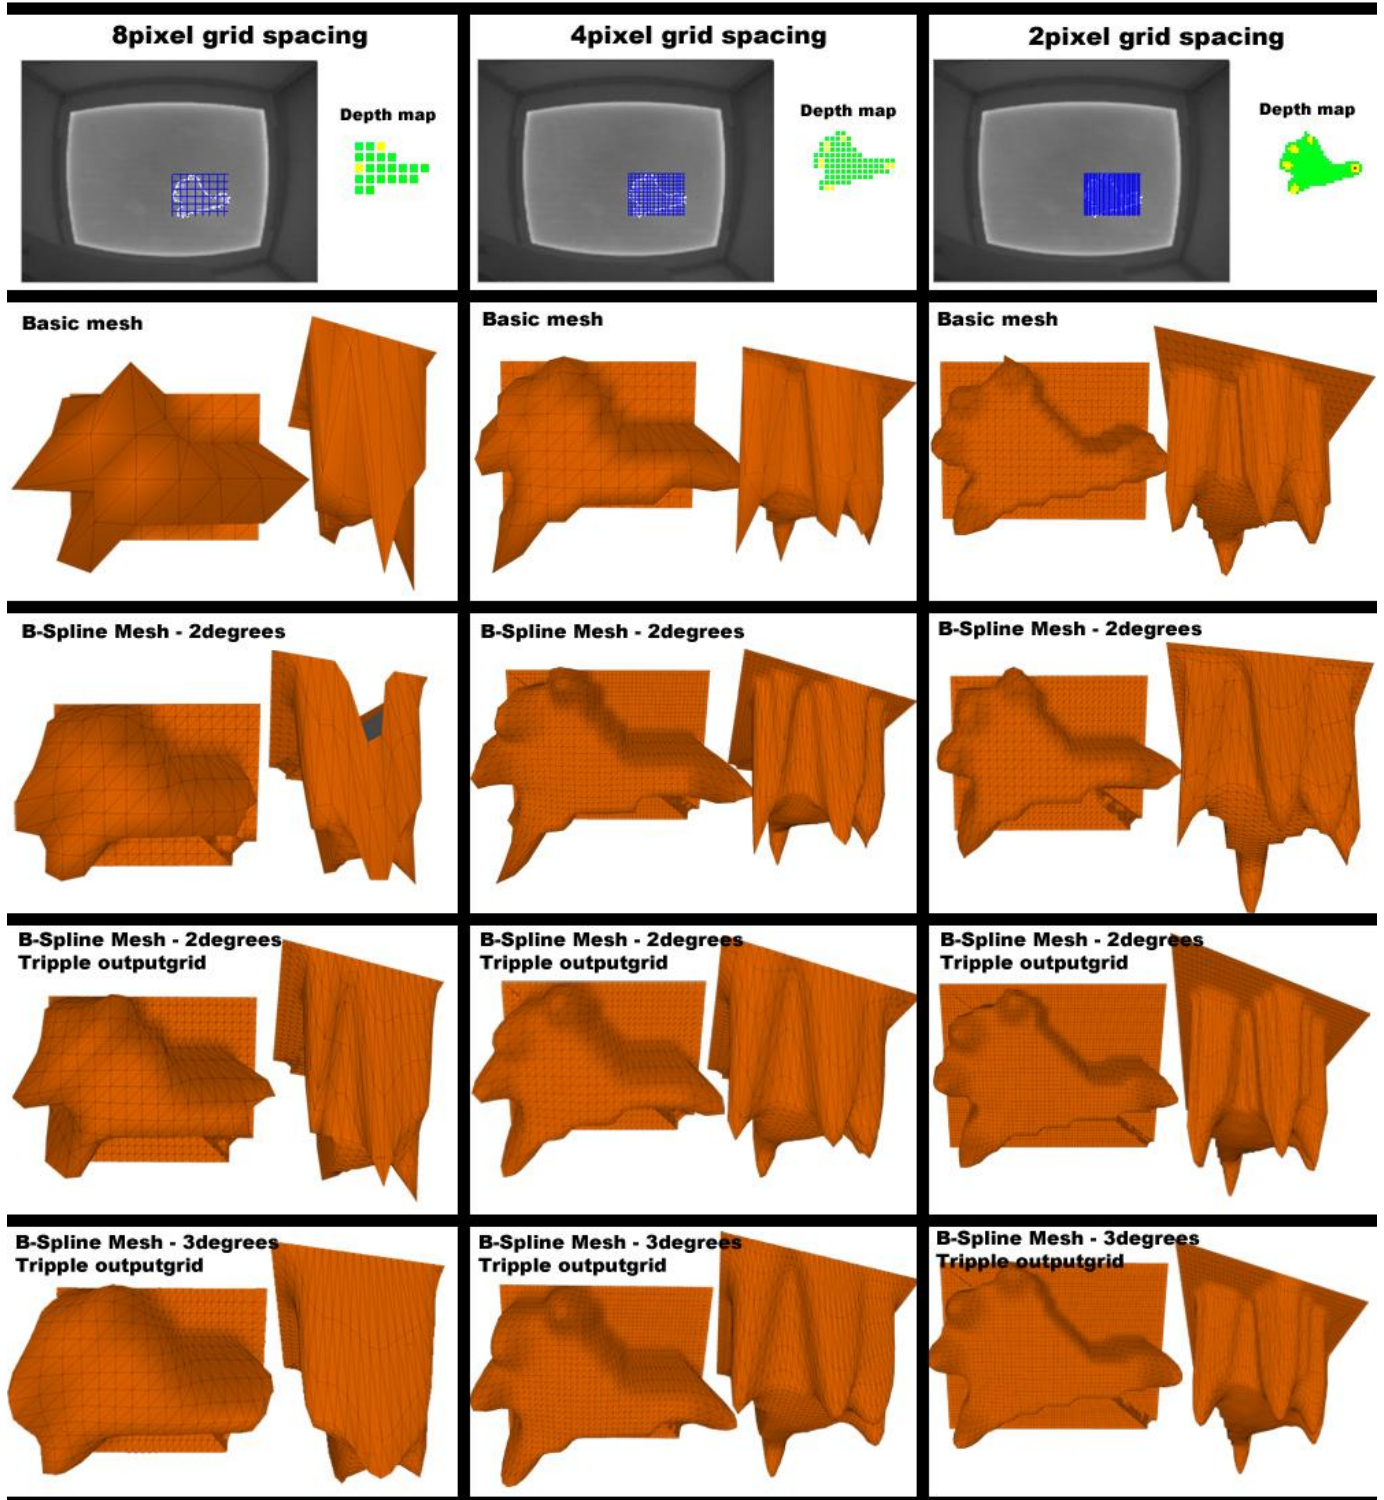 8pixel grid spacing
4pixel grid spacing
2pixel grid spacing
Depth map
Depth map
Depth map
Basic mesh
Basic mesh
Basic mesh
B-Spline Mesh - 2degrees
B-Spline Mesh - 2degrees
B-Spline Mesh - 2degrees
B-Spline Mesh - 2degrees
Tripple outputgrid
B-Spline Mesh - 2degrees
Tripple outputgrid
B-Spline Mesh - 2degrees
Tripple outputgrid
B-Spline Mesh - 3degrees
Tripple outputgrid
B-Spline Mesh - 3degrees
Tripple outputgrid
B-Spline Mesh - 3degrees
Tripple outputgrid